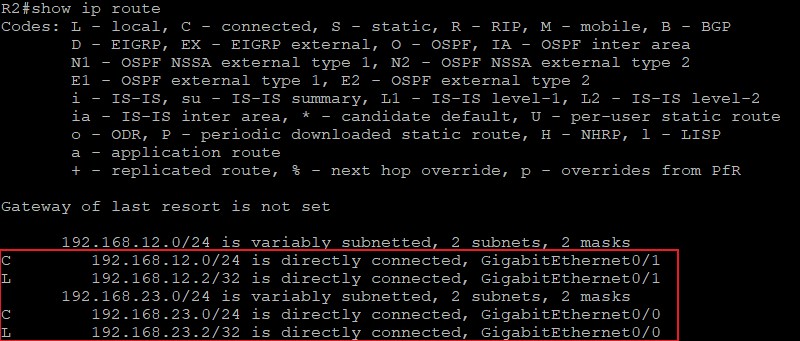 R2#show ip route
Codes: L - local, C - connected, S - static, R - RIP, M - mobile, B - BGP
D - EIGRP, EX - EIGRP external, O - OSPF, IA - OSPF inter area
N1 - OSPF NSSA external type 1, N2 - OSPF NSSA external type 2
E1 - OSPF external type 1, E2 - OSPF external type 2
i - IS-IS, su - IS-IS summary, L1 - IS-IS level-1, L2 - IS-IS level-2
ia - IS-IS inter area, * - candidate default, U - per-user static route
o - ODR, P - periodic downloaded static route, H - NHRP, l - LISP
a - application route
+ - replicated route, % - next hop override, p - overrides from PfR
Gateway of last resort is not set
192.168.12.0/24 is variably subnetted, 2 subnets, 2 masks
C 192.168.12.0/24 is directly connected, GigabitEthernet0/1
L 192.168.12.2/32 is directly connected, GigabitEthernet0/1
192.168.23.0/24 is variably subnetted, 2 subnets, 2 masks
C 192.168.23.0/24 is directly connected, GigabitEthernet0/0
L 192.168.23.2/32 is directly connected, GigabitEthernet0/0